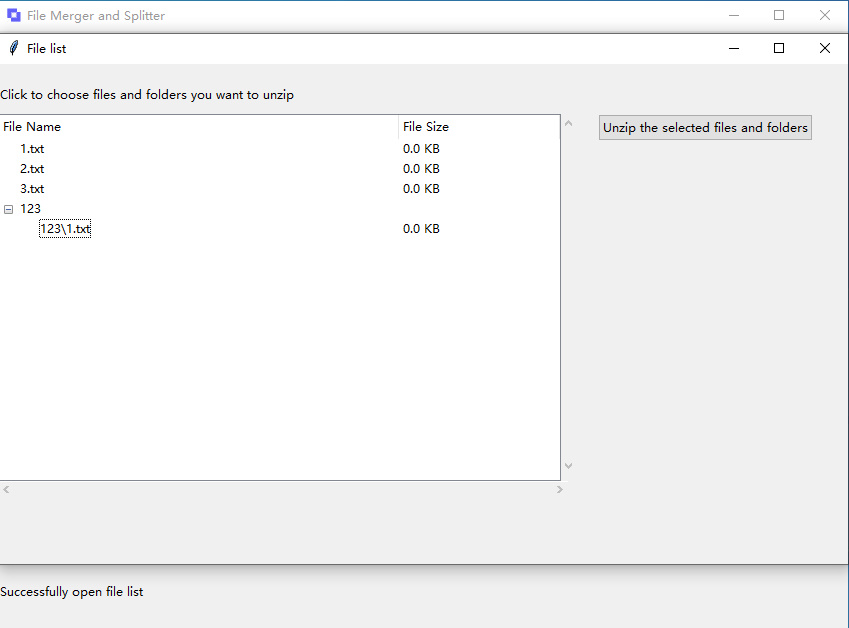 File Merger and Splitter
File list
Click to choose files and folders you want to unzip
File Name File Size
Unzip the selected files and folders
1.txt 0.0 KB
2.txt 0.0 KB
3.txt 0.0 KB
123
123\1.txt 0.0 KB
Successfully open file list